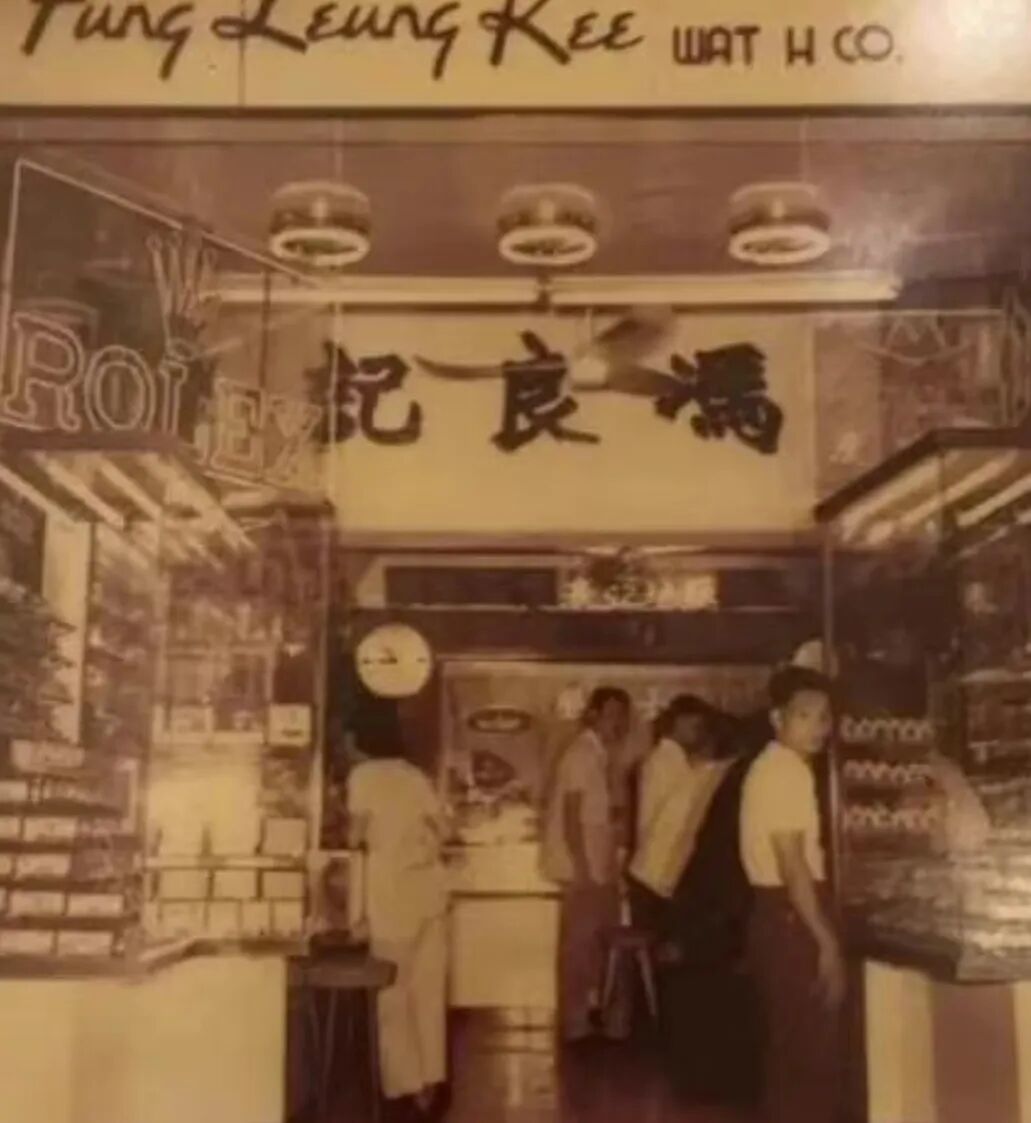 Fung Leung Kee WAT H CO.
ROLEX
馮良記